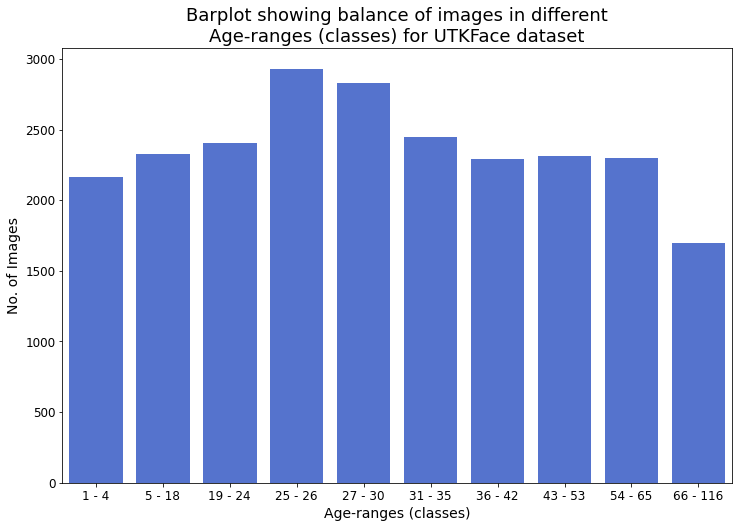 Barplot showing balance of images in different
Age-ranges (classes) for UTKFace dataset
3000
2500
2000
1500
1000
500
0
No. of Images
1 - 4
5 - 18
19 - 24
25 - 26
27 - 30
31 - 35
36 - 42
43 - 53
54 - 65
66 - 116
Age-ranges (classes)